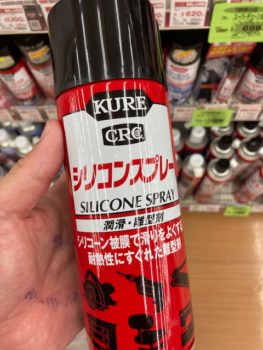 KURE
CRC
シリコンスプレー
SILICONE SPRAY
潤滑・離型剤
シリコーン被膜で滑りをよくする
耐熱性にすぐれた離型剤